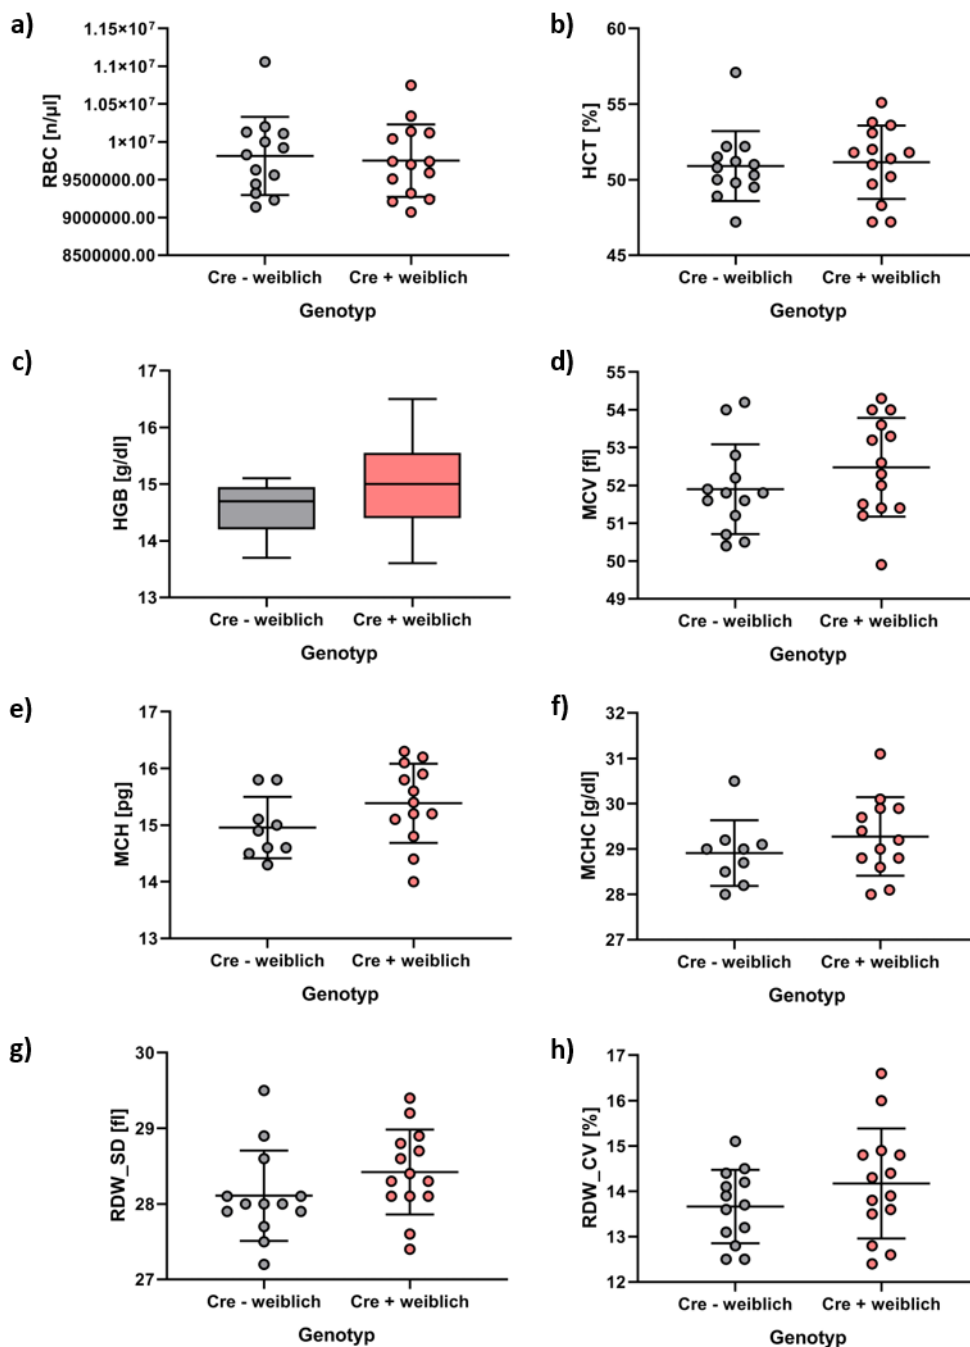 a)
RBC [n/µl]
1.15×10⁷
1.1×10⁷
1.05×10⁷
1×10⁷
9500000.00
9000000.00
8500000.00
Cre - weiblich Cre + weiblich
Genotyp
b)
HCT [%]
60
55
50
45
Cre - weiblich Cre + weiblich
Genotyp
c)
HGB [g/dl]
17
16
15
14
13
Cre - weiblich Cre + weiblich
Genotyp
d)
MCV [fl]
55
54
53
52
51
50
49
Cre - weiblich Cre + weiblich
Genotyp
e)
MCH [pg]
17
16
15
14
13
Cre - weiblich Cre + weiblich
Genotyp
f)
MCHC [g/dl]
32
31
30
29
28
27
Cre - weiblich Cre + weiblich
Genotyp
g)
RDW_SD [fl]
30
29
28
27
Cre - weiblich Cre + weiblich
Genotyp
h)
RDW_CV [%]
17
16
15
14
13
12
Cre - weiblich Cre + weiblich
Genotyp